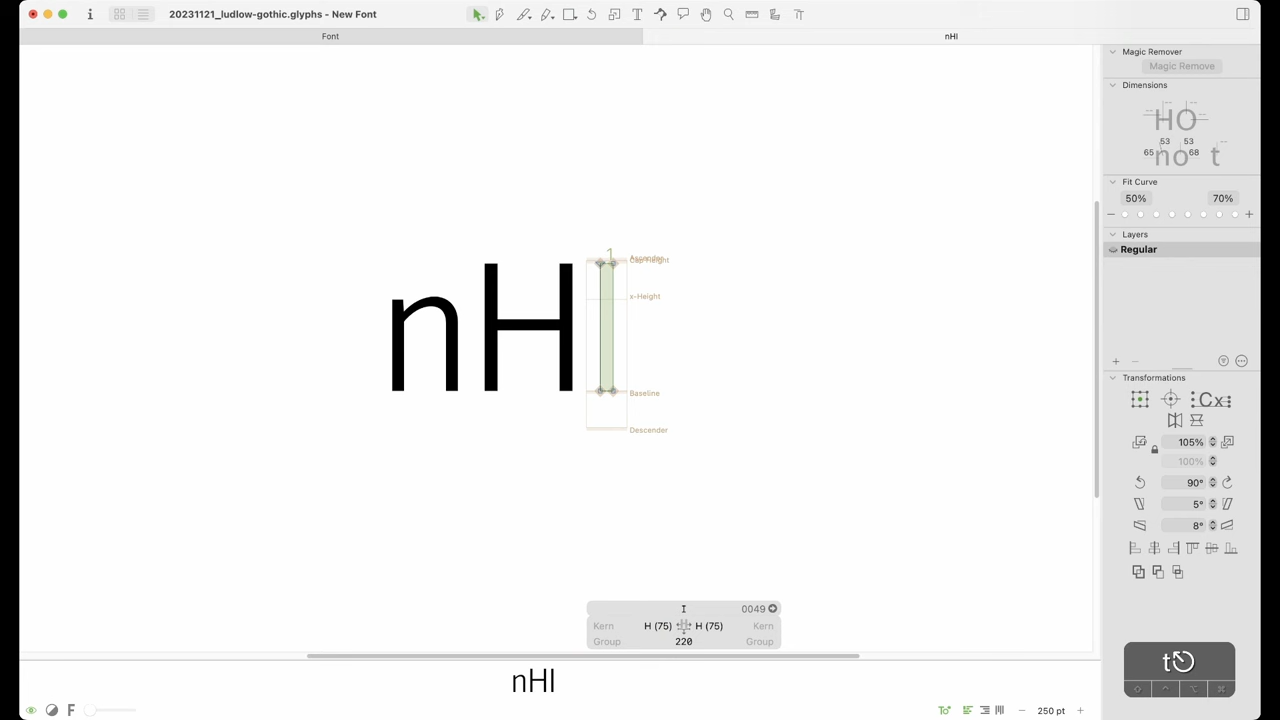 20231121_ludlow-gothic.glyphs - New Font
Font
nHI
Magic Remover
Magic Remove
Dimensions
HO
53 53
65 no 68 t
Fit Curve
50% 70%
Layers
Regular
Ascender
Cap Height
x-Height
nHI
Baseline
Descender
Transformations
105%
100%
90°
5°
8°
I 0049
Kern H (75) H (75) Kern
Group 220 Group
t
nHI
F
250 pt